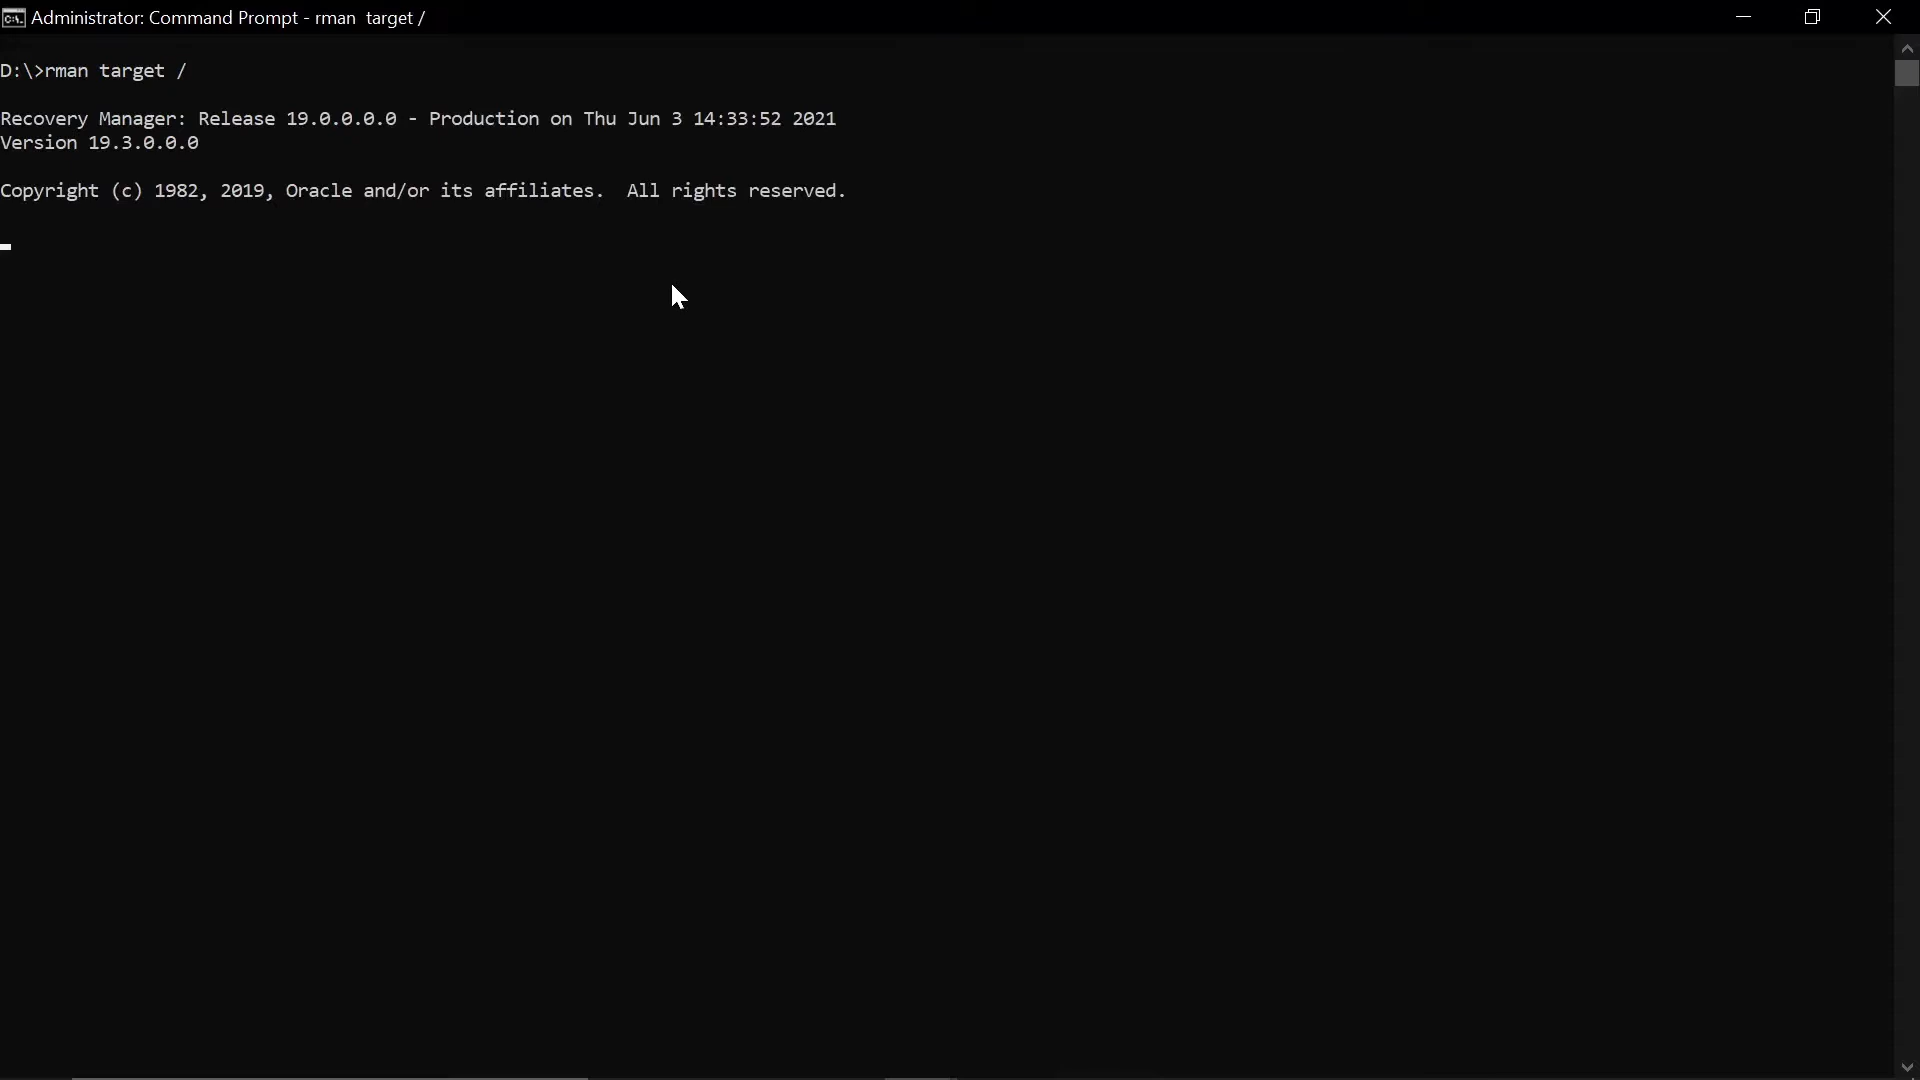 Administrator: Command Prompt - rman  target /
D:\>rman target /
Recovery Manager: Release 19.0.0.0.0 - Production on Thu Jun 3 14:33:52 2021
Version 19.3.0.0.0
Copyright (c) 1982, 2019, Oracle and/or its affiliates.  All rights reserved.